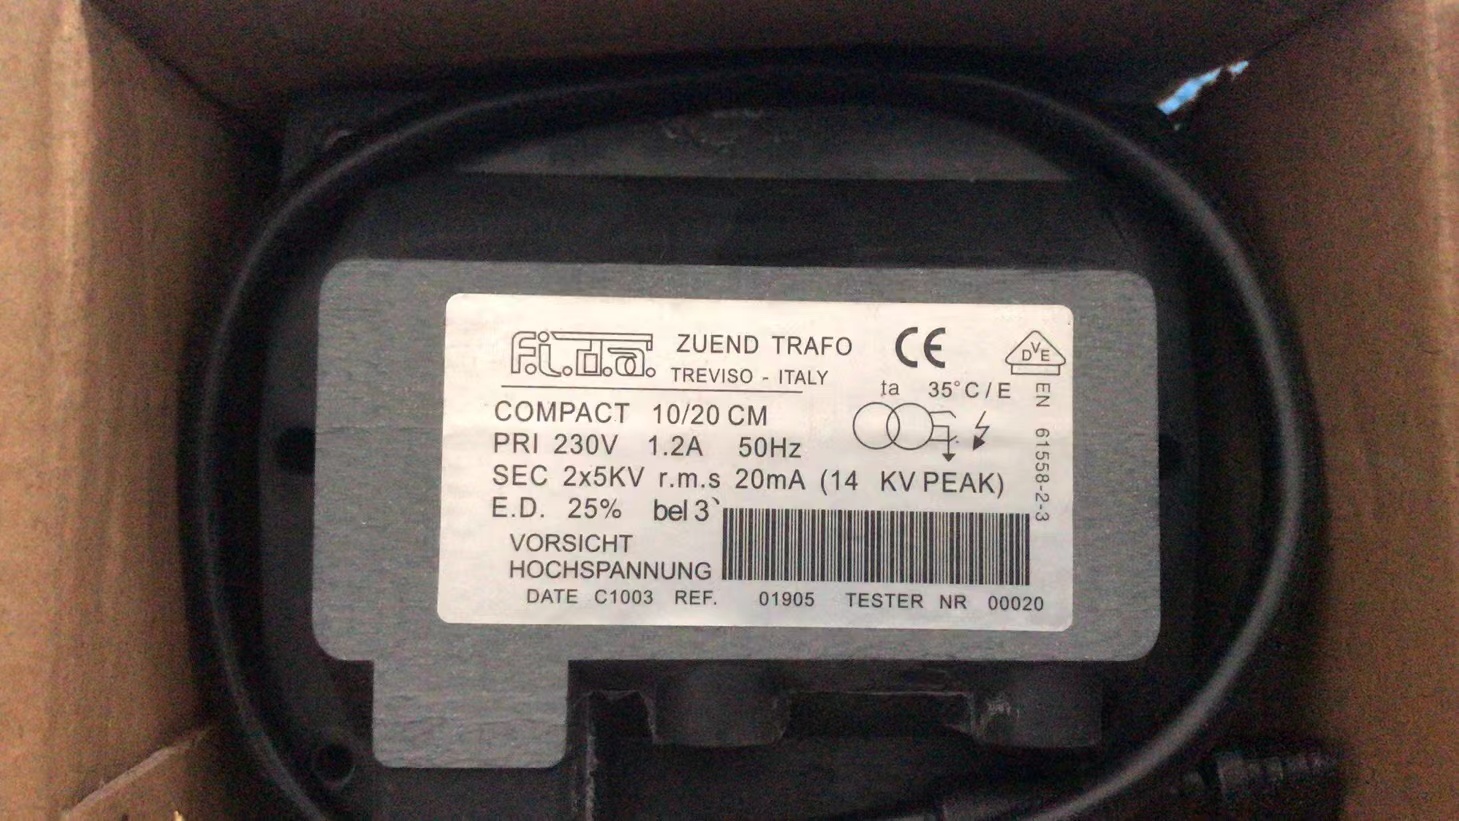 f.i.d.a. ZUEND TRAFO
TREVISO - ITALY
CE
DVE
EN 61558-2-3
ta 35°C/E
COMPACT 10/20 CM
PRI 230V 1.2A 50Hz
SEC 2x5KV r.m.s 20mA (14 KV PEAK)
E.D. 25% bel 3`
VORSICHT
HOCHSPANNUNG
DATE C1003 REF. 01905 TESTER NR 00020